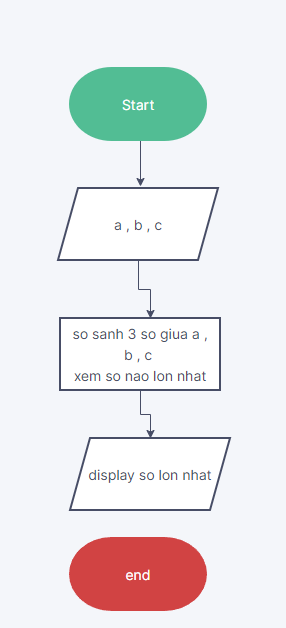 Start
a , b , c
so sanh 3 so giua a ,
b , c
xem so nao lon nhat
display so lon nhat
end